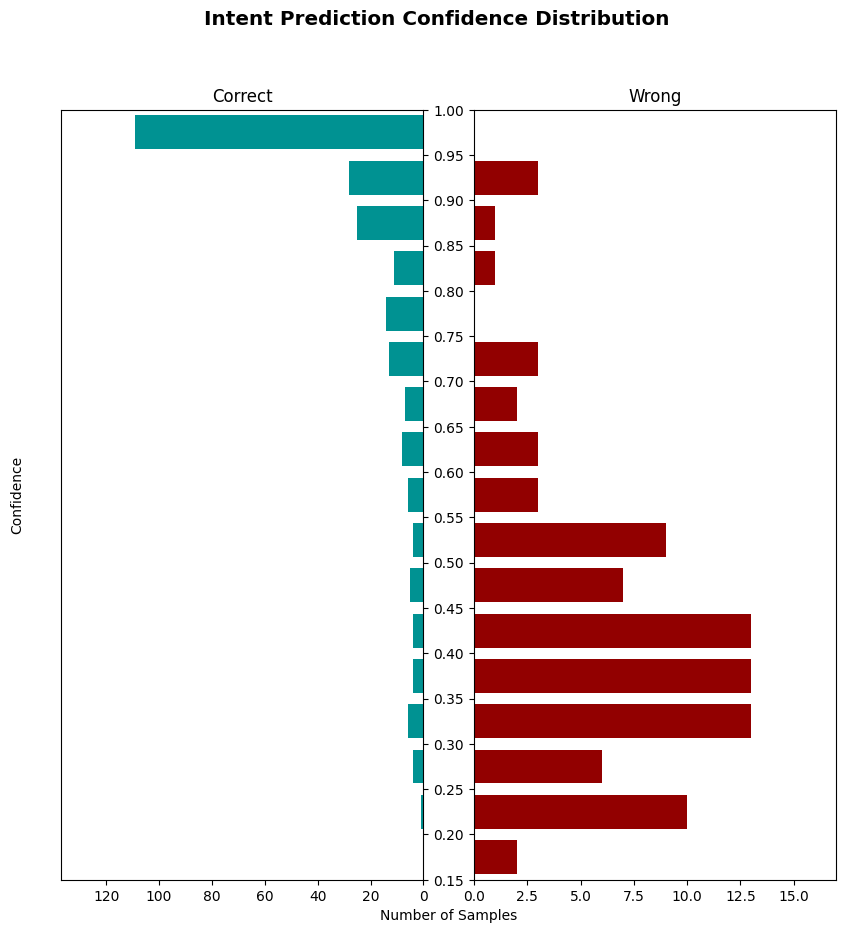 Intent Prediction Confidence Distribution
Correct
Wrong
1.00
0.95
0.90
0.85
0.80
0.75
0.70
0.65
0.60
0.55
0.50
0.45
0.40
0.35
0.30
0.25
0.20
0.15
Confidence
120 100 80 60 40 20 0
0.0 2.5 5.0 7.5 10.0 12.5 15.0
Number of Samples